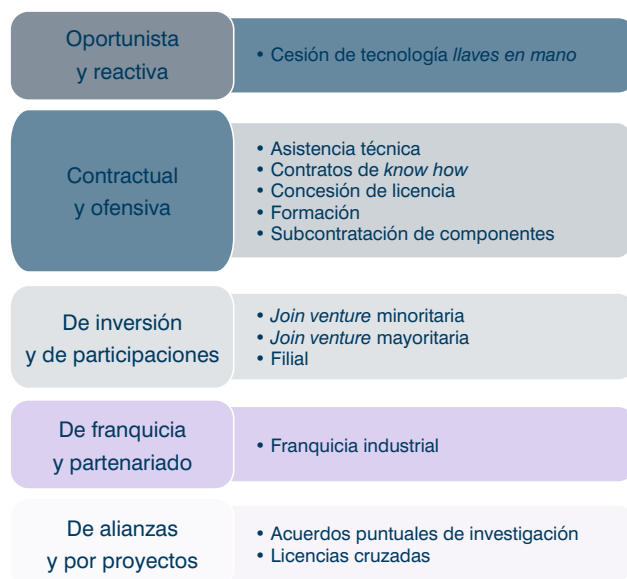 Oportunista
y reactiva
• Cesión de tecnología llaves en mano
Contractual
y ofensiva
• Asistencia técnica
• Contratos de know how
• Concesión de licencia
• Formación
• Subcontratación de componentes
De inversión
y de participaciones
• Join venture minoritaria
• Join venture mayoritaria
• Filial
De franquicia
y partenariado
• Franquicia industrial
De alianzas
y por proyectos
• Acuerdos puntuales de investigación
• Licencias cruzadas